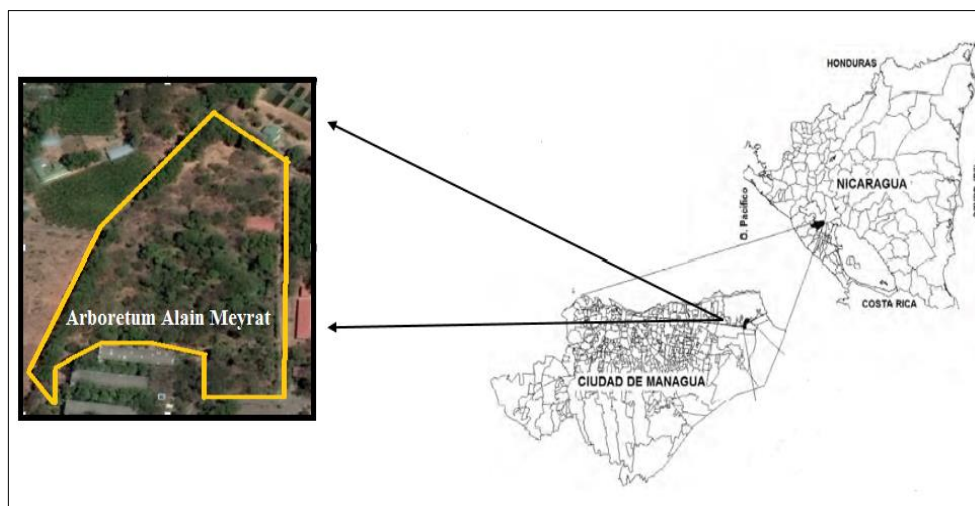 HONDURAS
NICARAGUA
O. Pacífico
COSTA RICA
Arboretum Alain Meyrat
CIUDAD DE MANAGUA